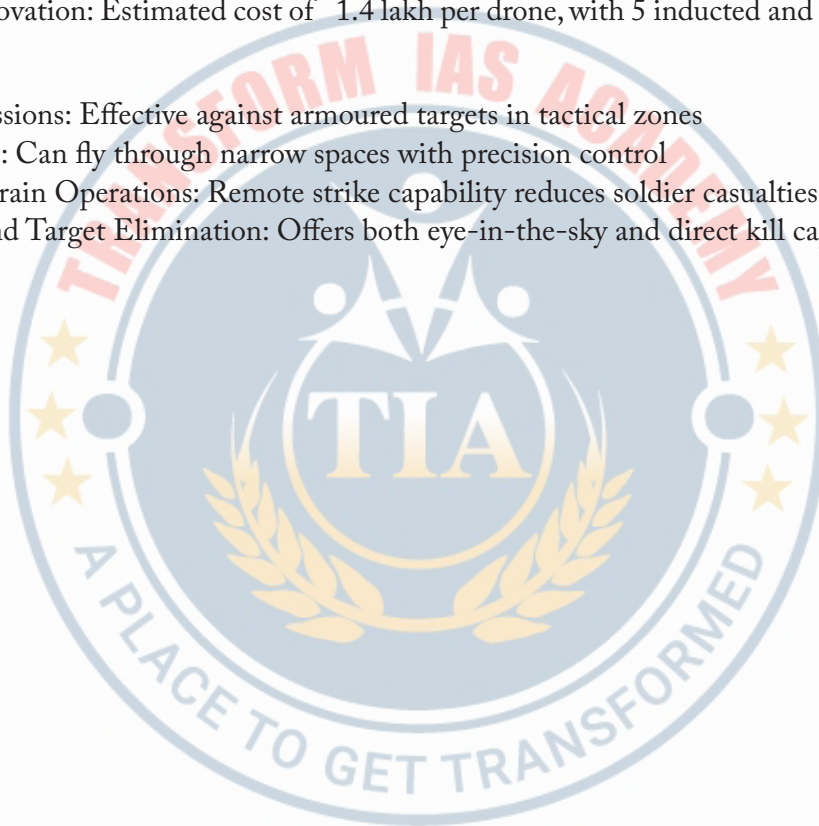 ovation: Estimated cost of 1.4 lakh per drone, with 5 inducted and
ssions: Effective against armoured targets in tactical zones
: Can fly through narrow spaces with precision control
rain Operations: Remote strike capability reduces soldier casualties
nd Target Elimination: Offers both eye-in-the-sky and direct kill ca
TRANSFORM IAS ACADEMY
TIA
A PLACE TO GET TRANSFORMED